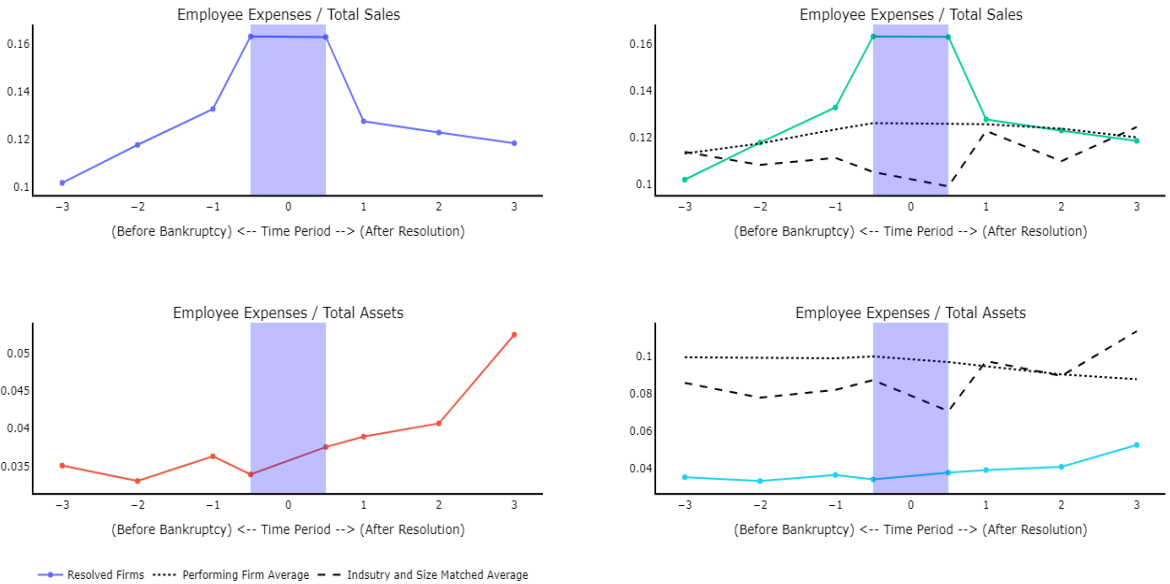 Employee Expenses / Total Sales
0.16
0.14
0.12
0.1
−3 −2 −1 0 1 2 3
(Before Bankruptcy) <-- Time Period --> (After Resolution)
Employee Expenses / Total Sales
0.16
0.14
0.12
0.1
−3 −2 −1 0 1 2 3
(Before Bankruptcy) <-- Time Period --> (After Resolution)
Employee Expenses / Total Assets
0.05
0.045
0.04
0.035
−3 −2 −1 0 1 2 3
(Before Bankruptcy) <-- Time Period --> (After Resolution)
Employee Expenses / Total Assets
0.1
0.08
0.06
0.04
−3 −2 −1 0 1 2 3
(Before Bankruptcy) <-- Time Period --> (After Resolution)
Resolved Firms Performing Firm Average Indsutry and Size Matched Average